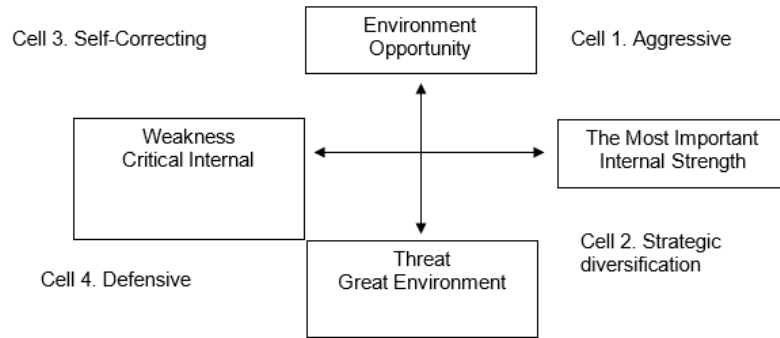 Cell 3. Self-Correcting
Environment
Opportunity
Cell 1. Aggressive
Weakness
Critical Internal
The Most Important
Internal Strength
Cell 4. Defensive
Threat
Great Environment
Cell 2. Strategic
diversification